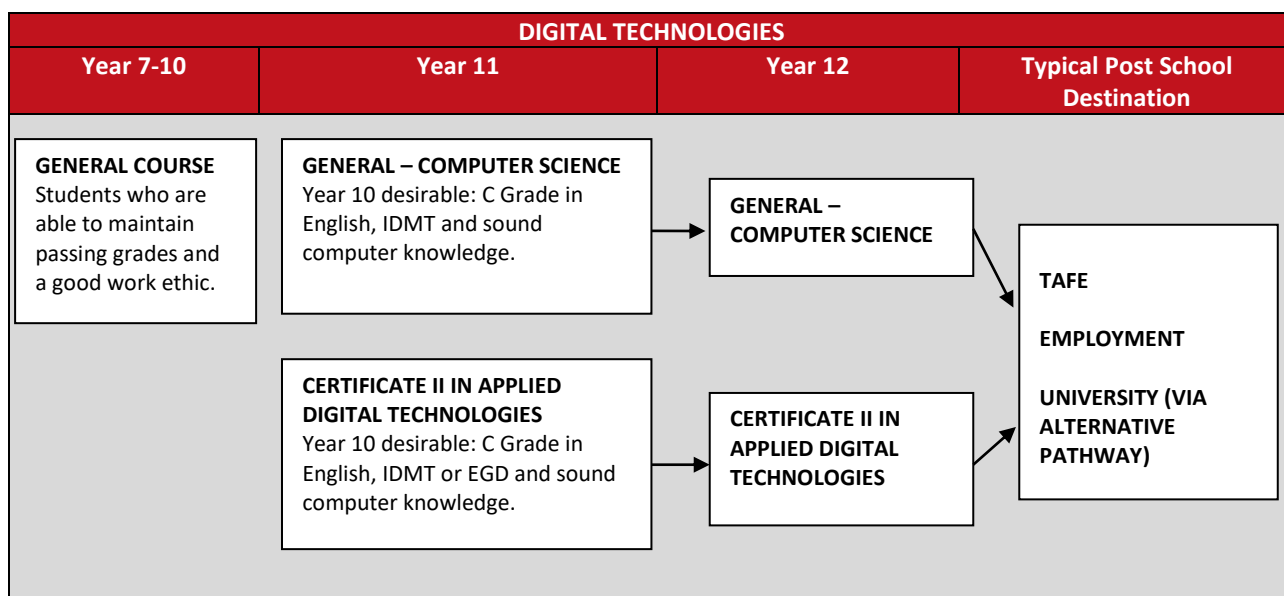 DIGITAL TECHNOLOGIES
Year 7-10
Year 11
Year 12
Typical Post School
Destination
GENERAL COURSE
Students who are
able to maintain
passing grades and
a good work ethic.
GENERAL – COMPUTER SCIENCE
Year 10 desirable: C Grade in
English, IDMT and sound
computer knowledge.
GENERAL –
COMPUTER SCIENCE
CERTIFICATE II IN APPLIED
DIGITAL TECHNOLOGIES
Year 10 desirable: C Grade in
English, IDMT or EGD and sound
computer knowledge.
CERTIFICATE II IN
APPLIED DIGITAL
TECHNOLOGIES
TAFE
EMPLOYMENT
UNIVERSITY (VIA
ALTERNATIVE
PATHWAY)